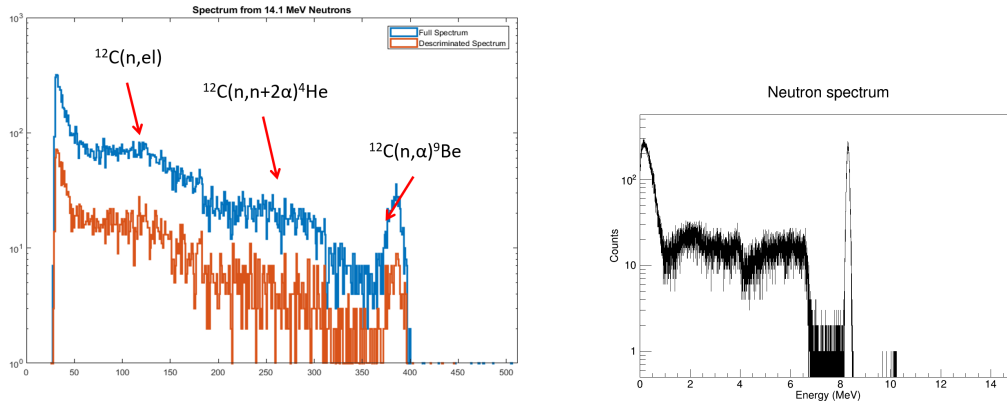 Spectrum from 14.1 MeV Neutrons
Full Spectrum
Descriminated Spectrum
¹²C(n,el)
¹²C(n,n+2α)⁴He
¹²C(n,α)⁹Be
10³
10²
10¹
10⁰
0 50 100 150 200 250 300 350 400 450 500
Neutron spectrum
Counts
10²
10
1
0 2 4 6 8 10 12 14
Energy (MeV)